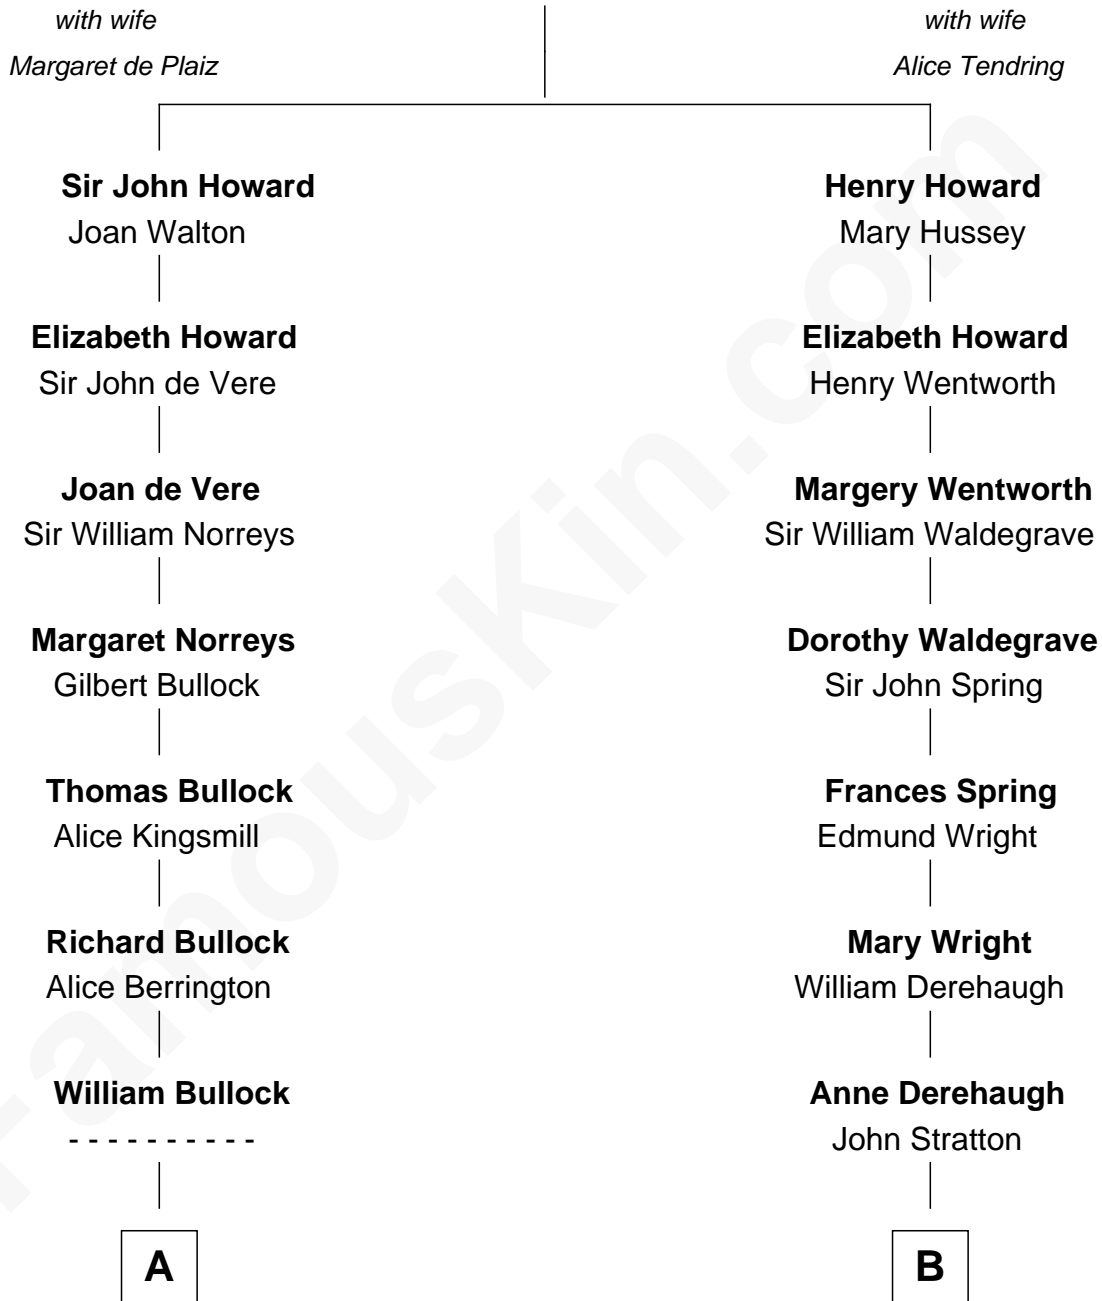 with wife
Margaret de Plaiz
with wife
Alice Tendring
Sir John Howard
Joan Walton
Henry Howard
Mary Hussey
Elizabeth Howard
Sir John de Vere
Elizabeth Howard
Henry Wentworth
Joan de Vere
Sir William Norreys
Margery Wentworth
Sir William Waldegrave
Margaret Norreys
Gilbert Bullock
Dorothy Waldegrave
Sir John Spring
Thomas Bullock
Alice Kingsmill
Frances Spring
Edmund Wright
Richard Bullock
Alice Berrington
Mary Wright
William Derehaugh
William Bullock
- - - - - - - - - -
Anne Derehaugh
John Stratton
A
B
FamousKin.com